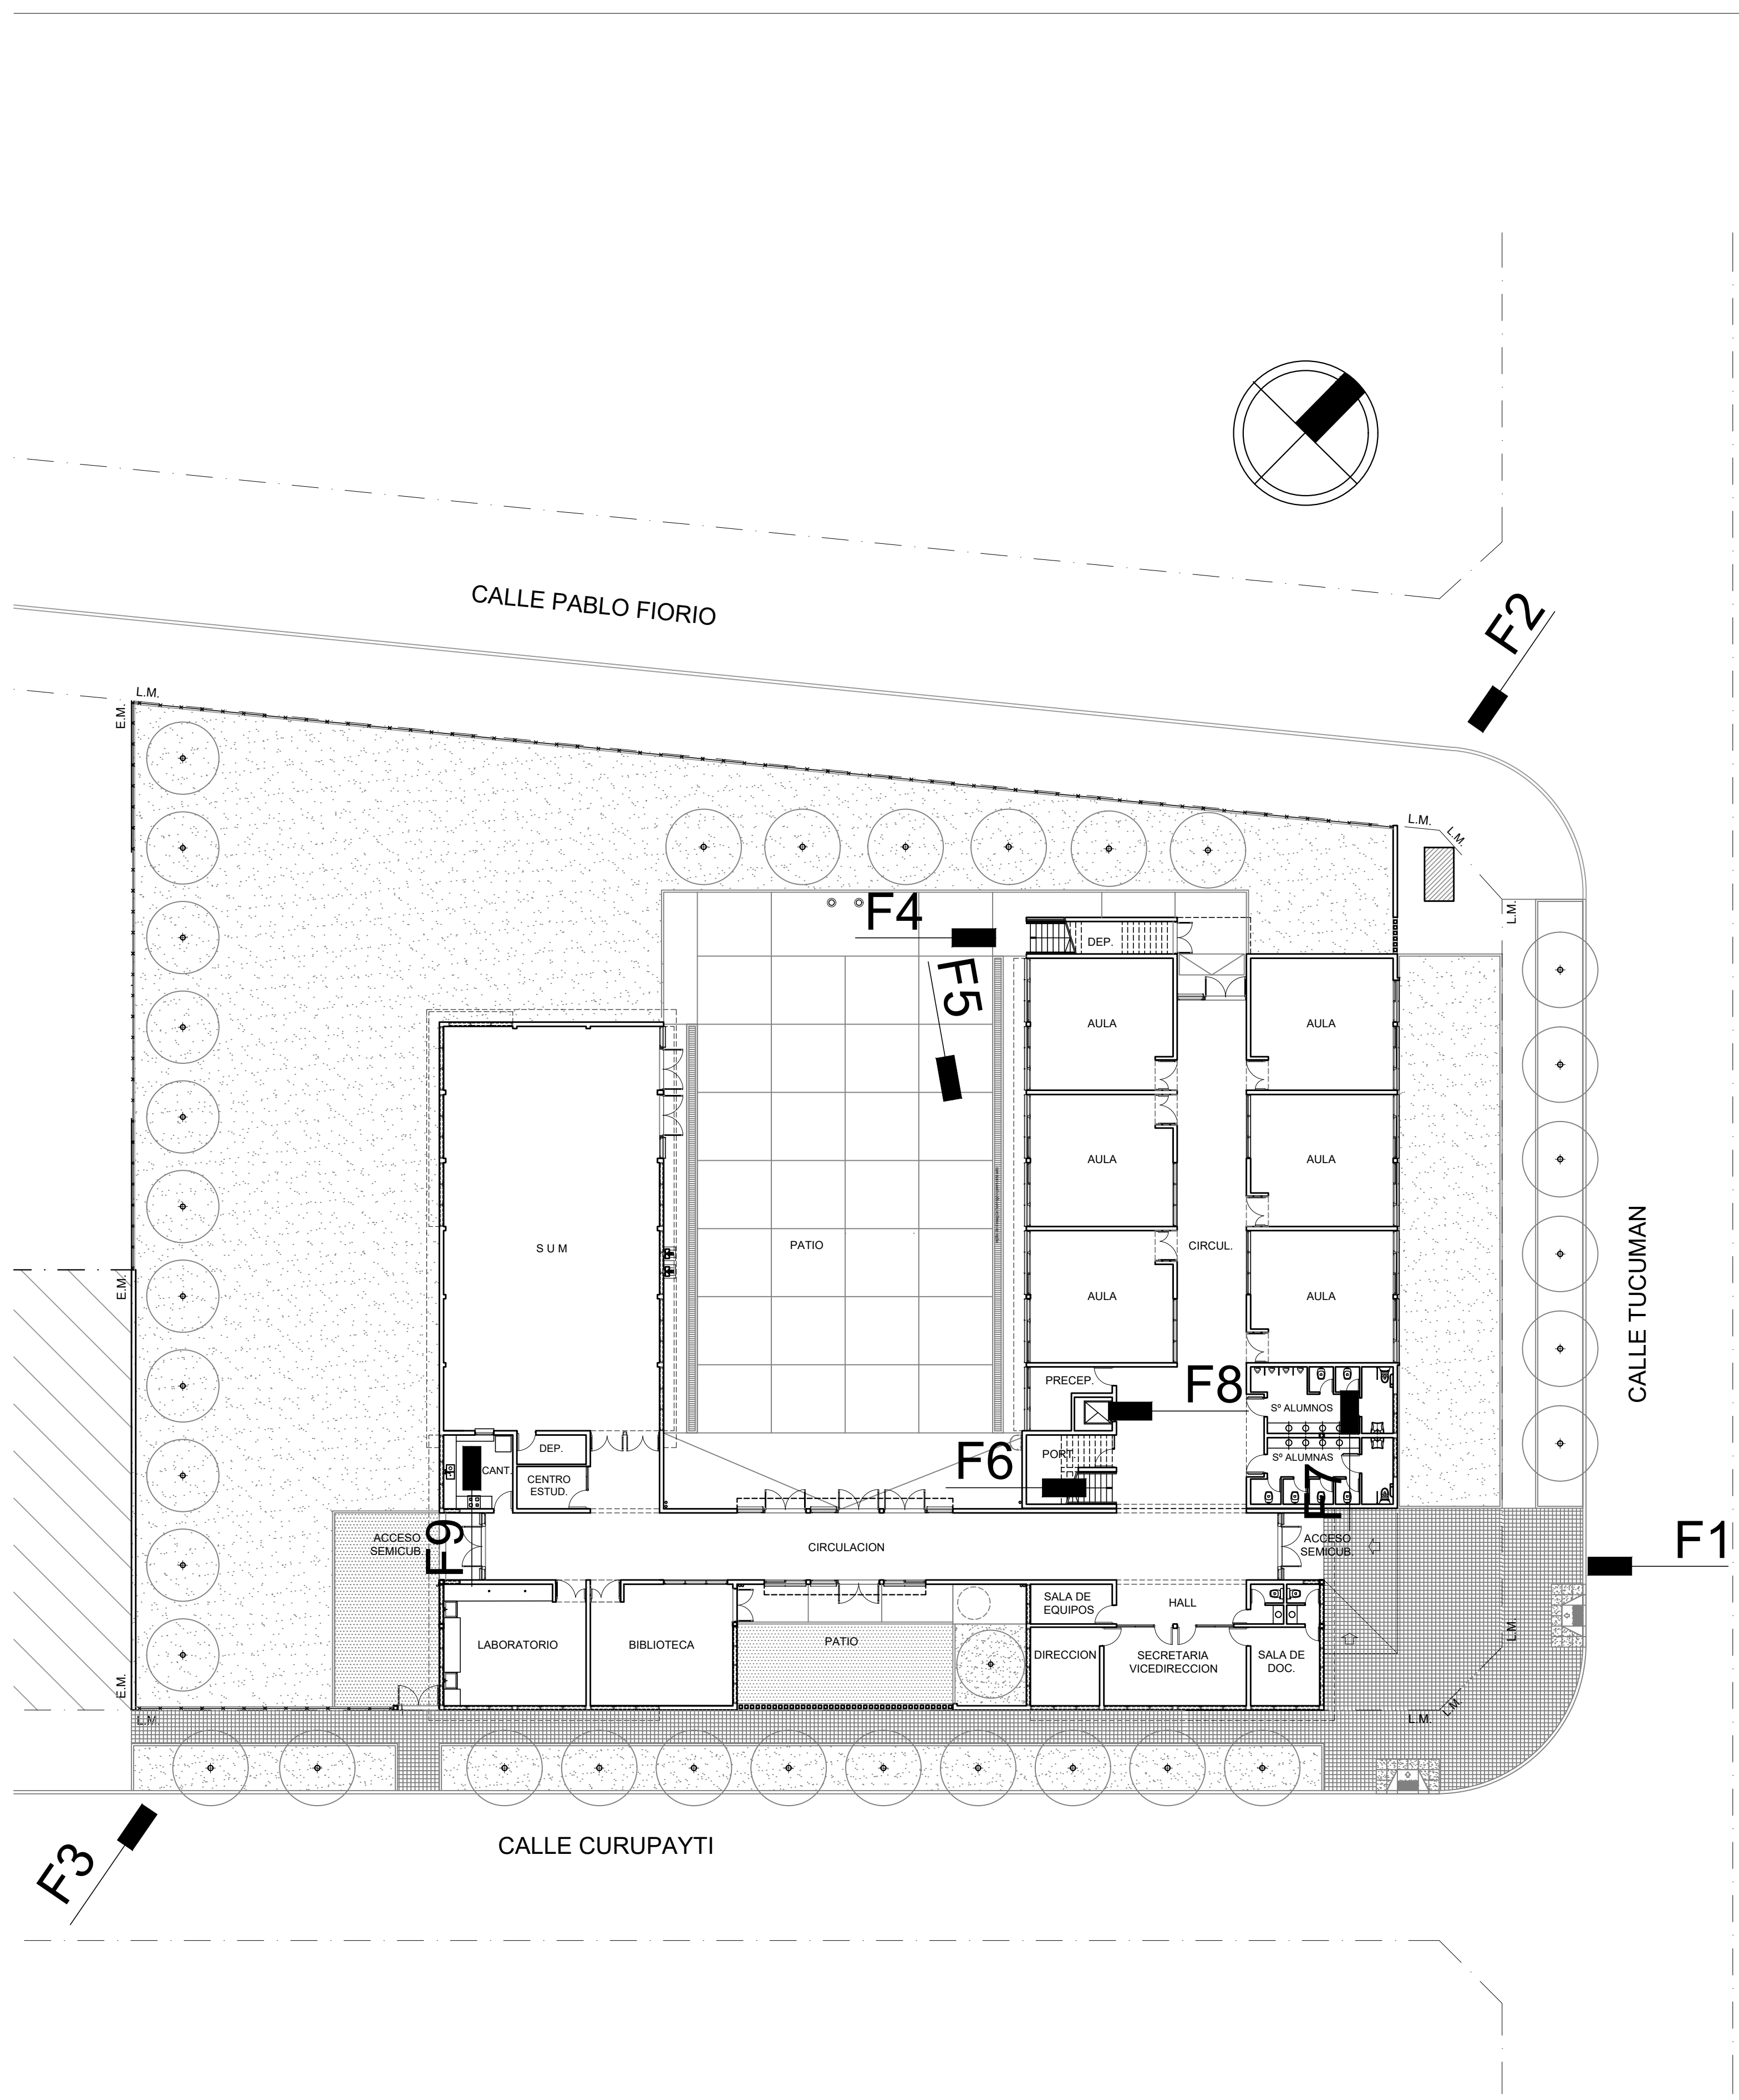 CALLE PABLO FIORIO
F2
L.M.
E.M.
L.M.
L.M.
L.M.
F4
DEP.
F5
AULA
AULA
AULA
AULA
S U M
PATIO
CIRCUL.
CALLE TUCUMAN
E.M.
AULA
AULA
PRECEP.
F8
Sº ALUMNOS
DEP.
PORT.
F6
Sº ALUMNAS
CANT.
CENTRO
ESTUD.
F7
F9
ACCESO
SEMICUB.
CIRCULACION
ACCESO
SEMICUB.
F1
SALA DE
EQUIPOS
HALL
L.M.
LABORATORIO
BIBLIOTECA
PATIO
DIRECCION
SECRETARIA
VICEDIRECCION
SALA DE
DOC.
E.M.
L.M.
L.M.
L.M.
CALLE CURUPAYTI
F3